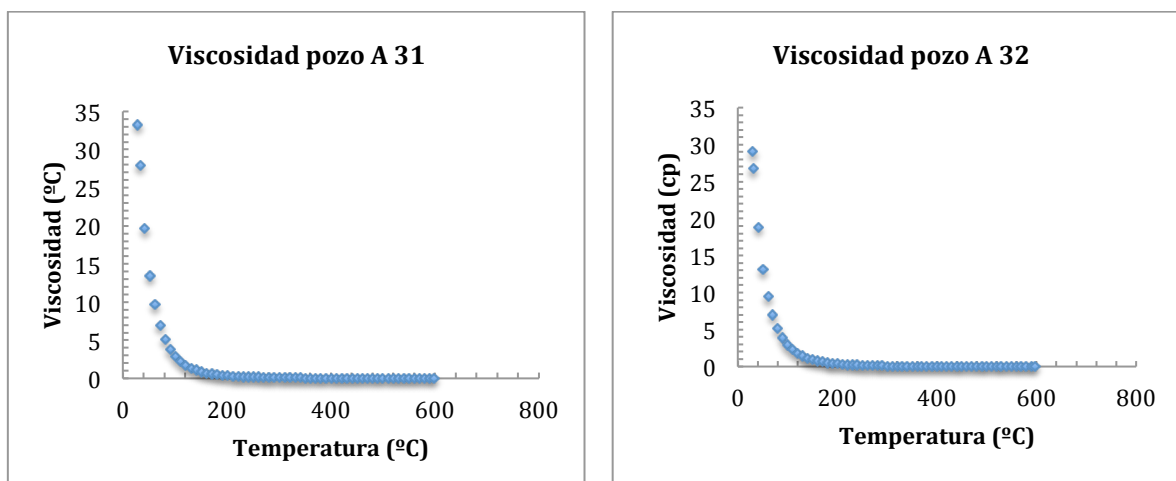 Viscosidad pozo A 31
35
30
25
20
15
10
5
0
Viscosidad (ºC)
0 200 400 600 800
Temperatura (ºC)
Viscosidad pozo A 32
35
30
25
20
15
10
5
0
Viscosidad (cp)
0 200 400 600 800
Temperatura (ºC)